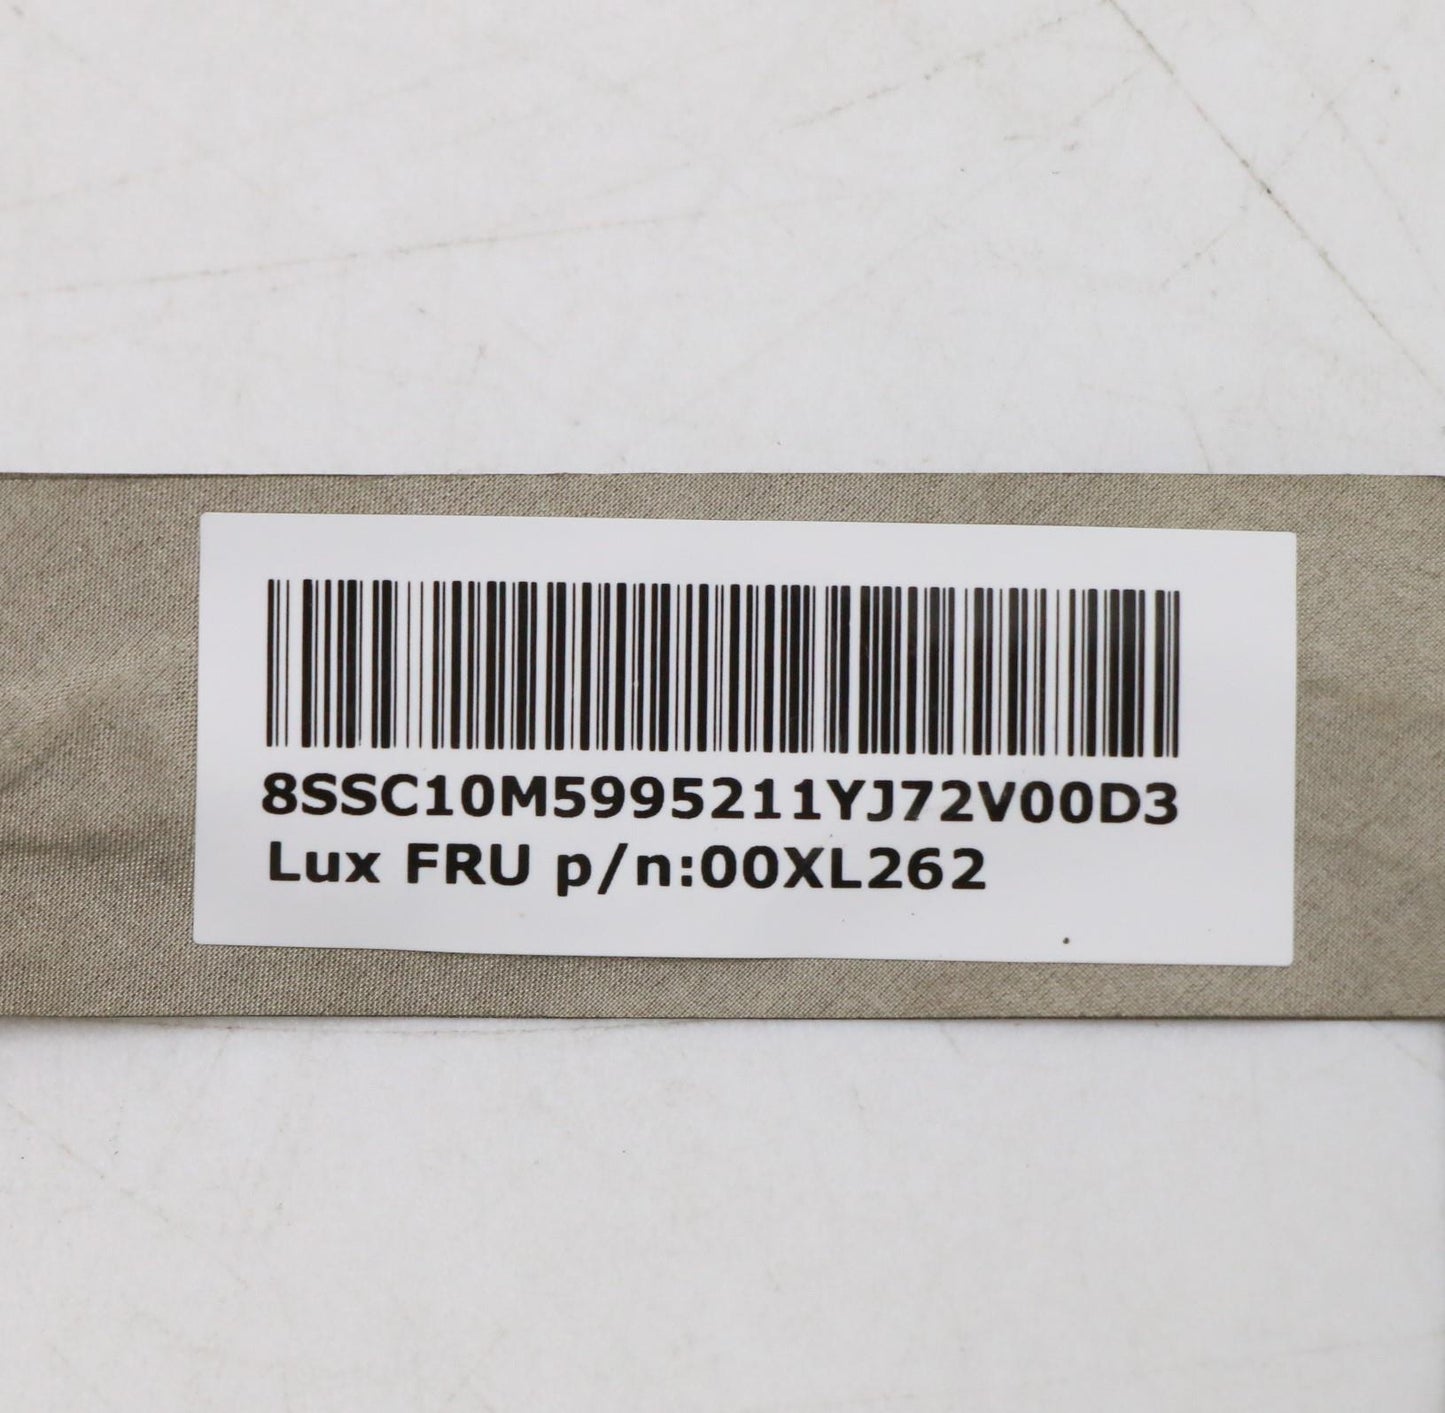 8SSC10M5995211YJ72V00D3
Lux FRU p/n:00XL262